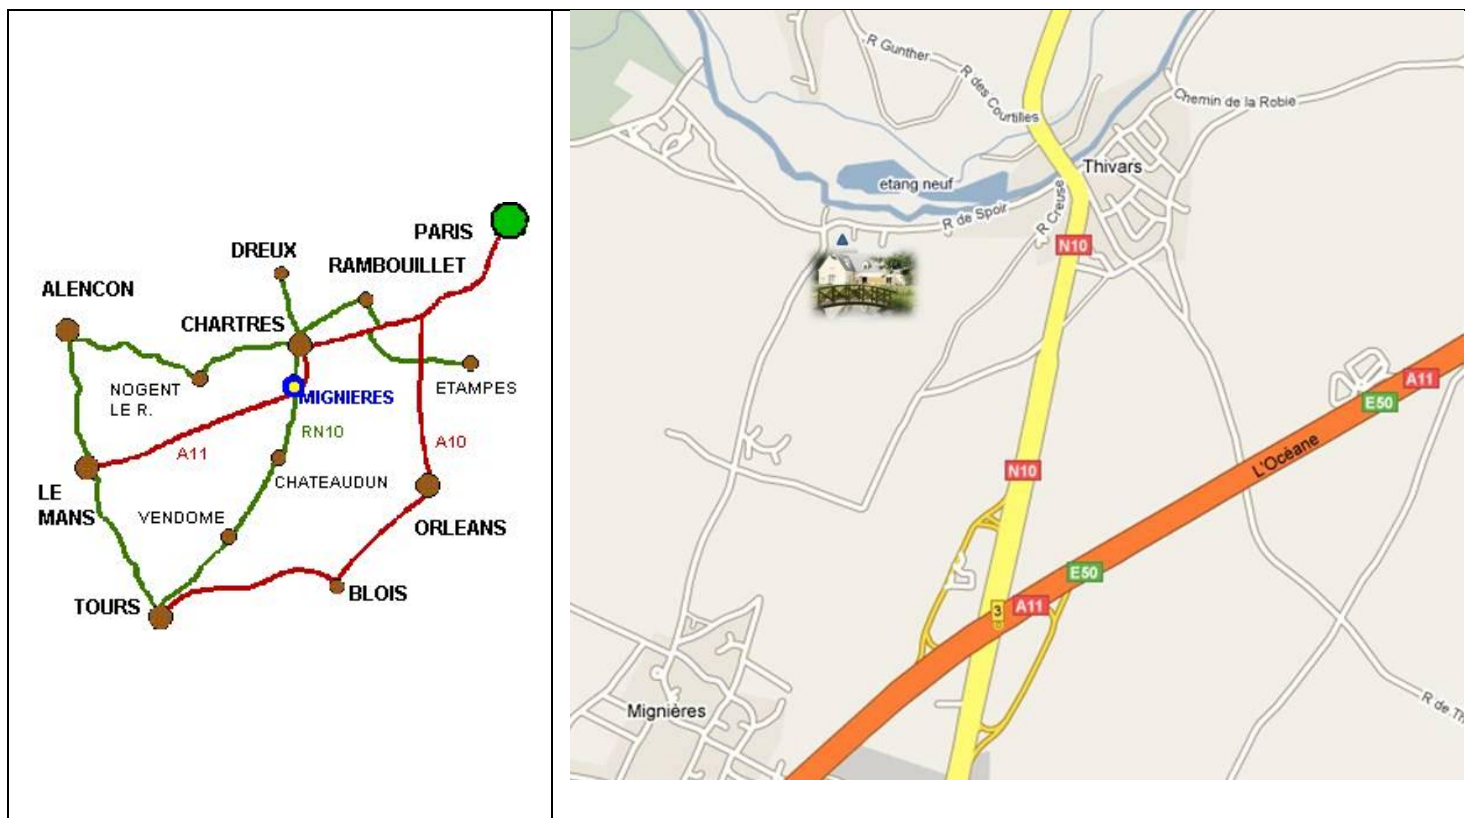 PARIS
DREUX
RAMBOUILLET
ALENCON
CHARTRES
NOGENT
LE R.
MIGNIERES
ETAMPES
RN10
A10
A11
CHATEAUDUN
LE
MANS
VENDOME
ORLEANS
TOURS
BLOIS
R Gunther
R des Courtilles
Chemin de la Robie
Thivars
etang neuf
R Creuse
R de Spoir
N10
A11
E50
L'Océane
N10
E50
3
A11
Mignières
R de Th